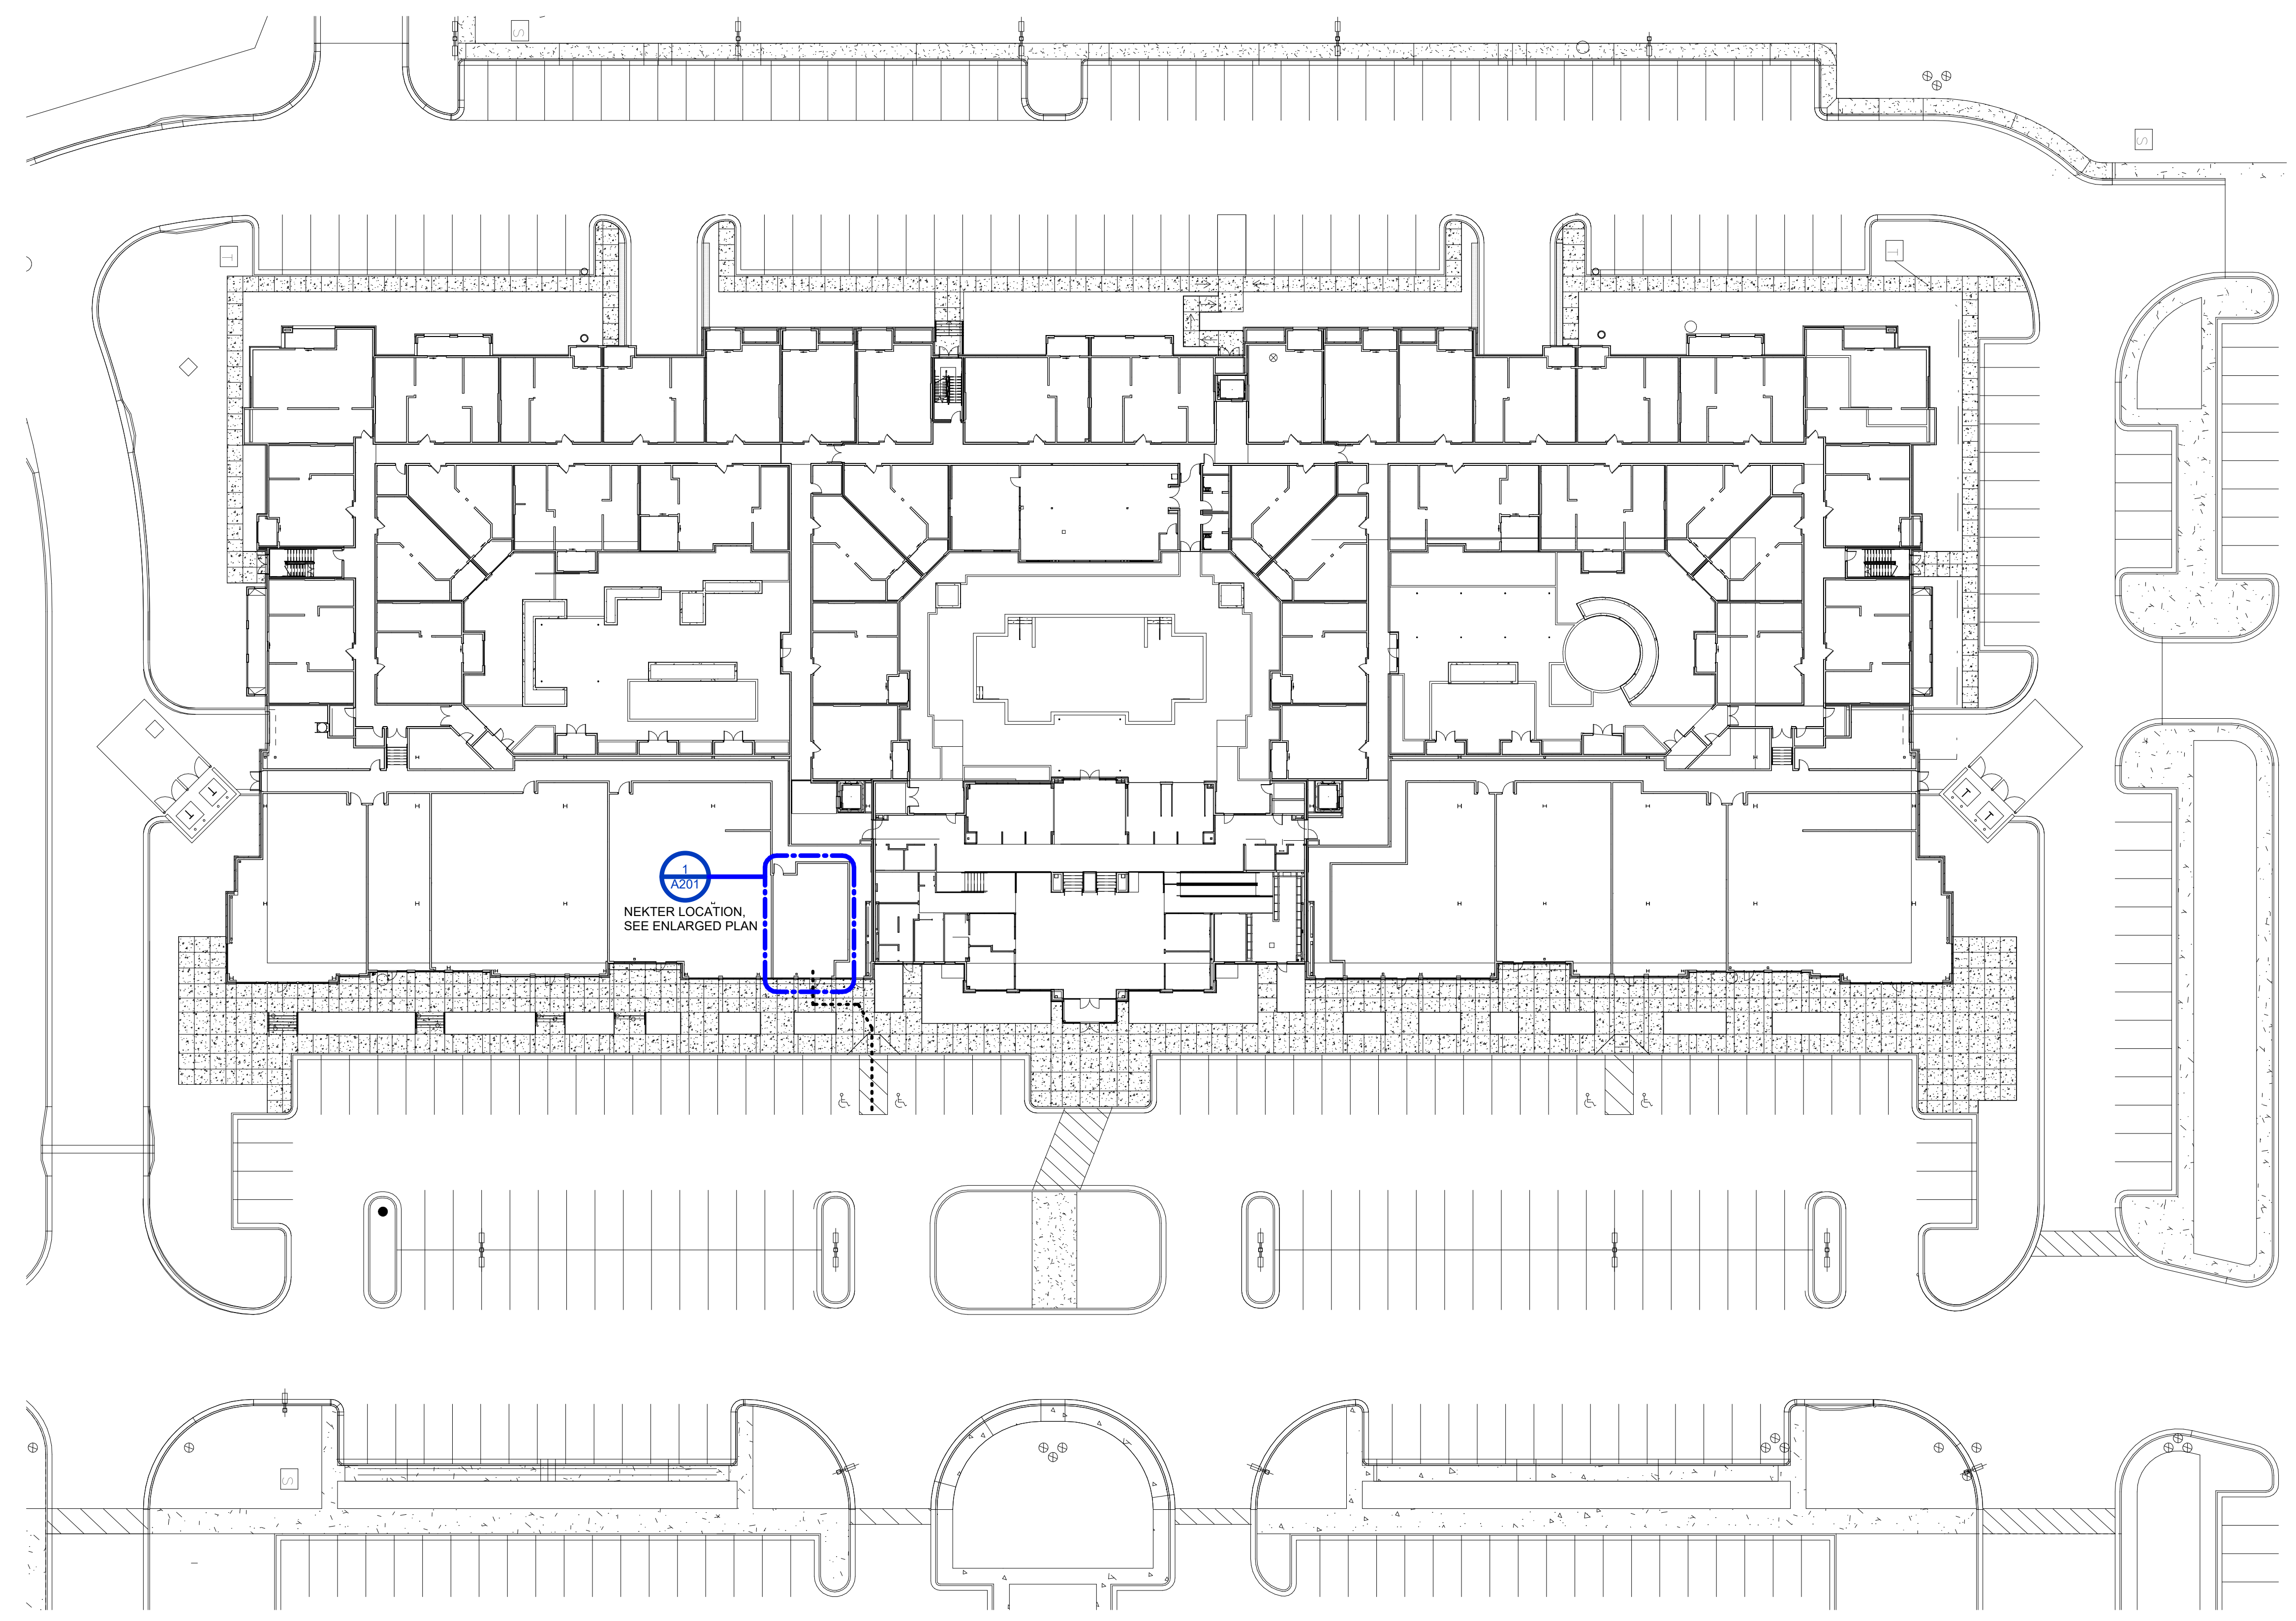 S
S
T
T
T
T
T
T
1
A201
NEKTER LOCATION,
SEE ENLARGED PLAN
S